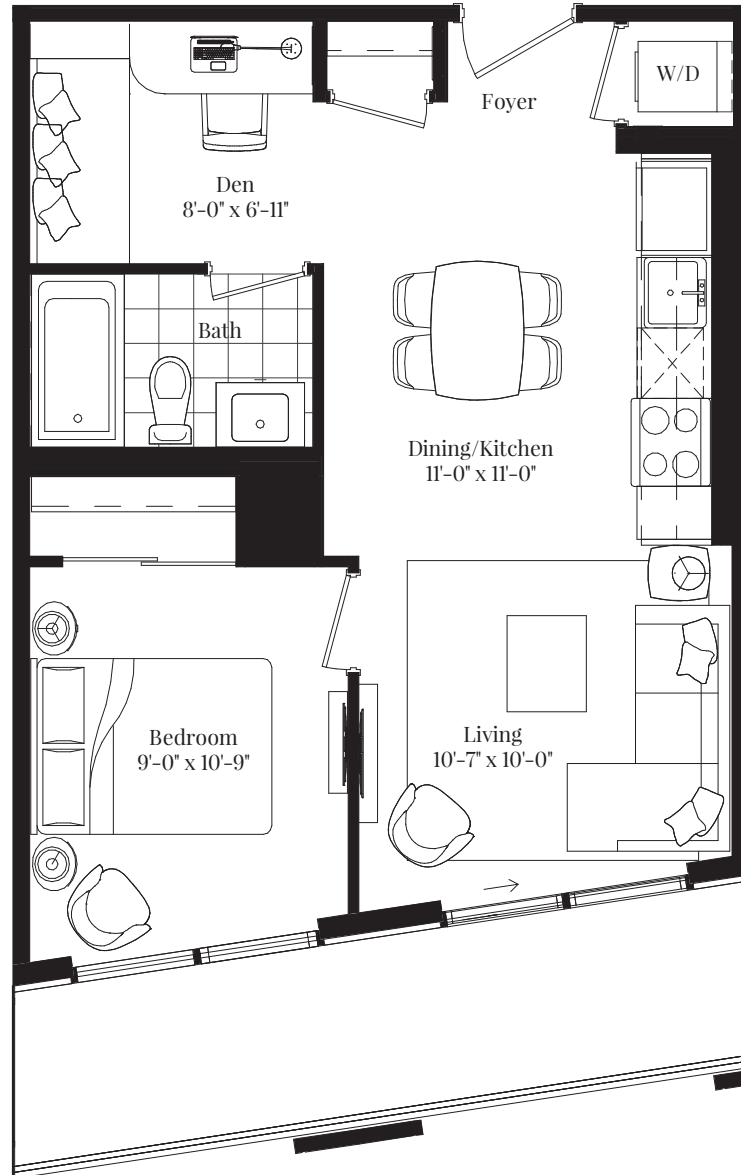 W/D
Foyer
Den
8'-0" x 6'-11"
Bath
Dining/Kitchen
11'-0" x 11'-0"
Bedroom
9'-0" x 10'-9"
Living
10'-7" x 10'-0"